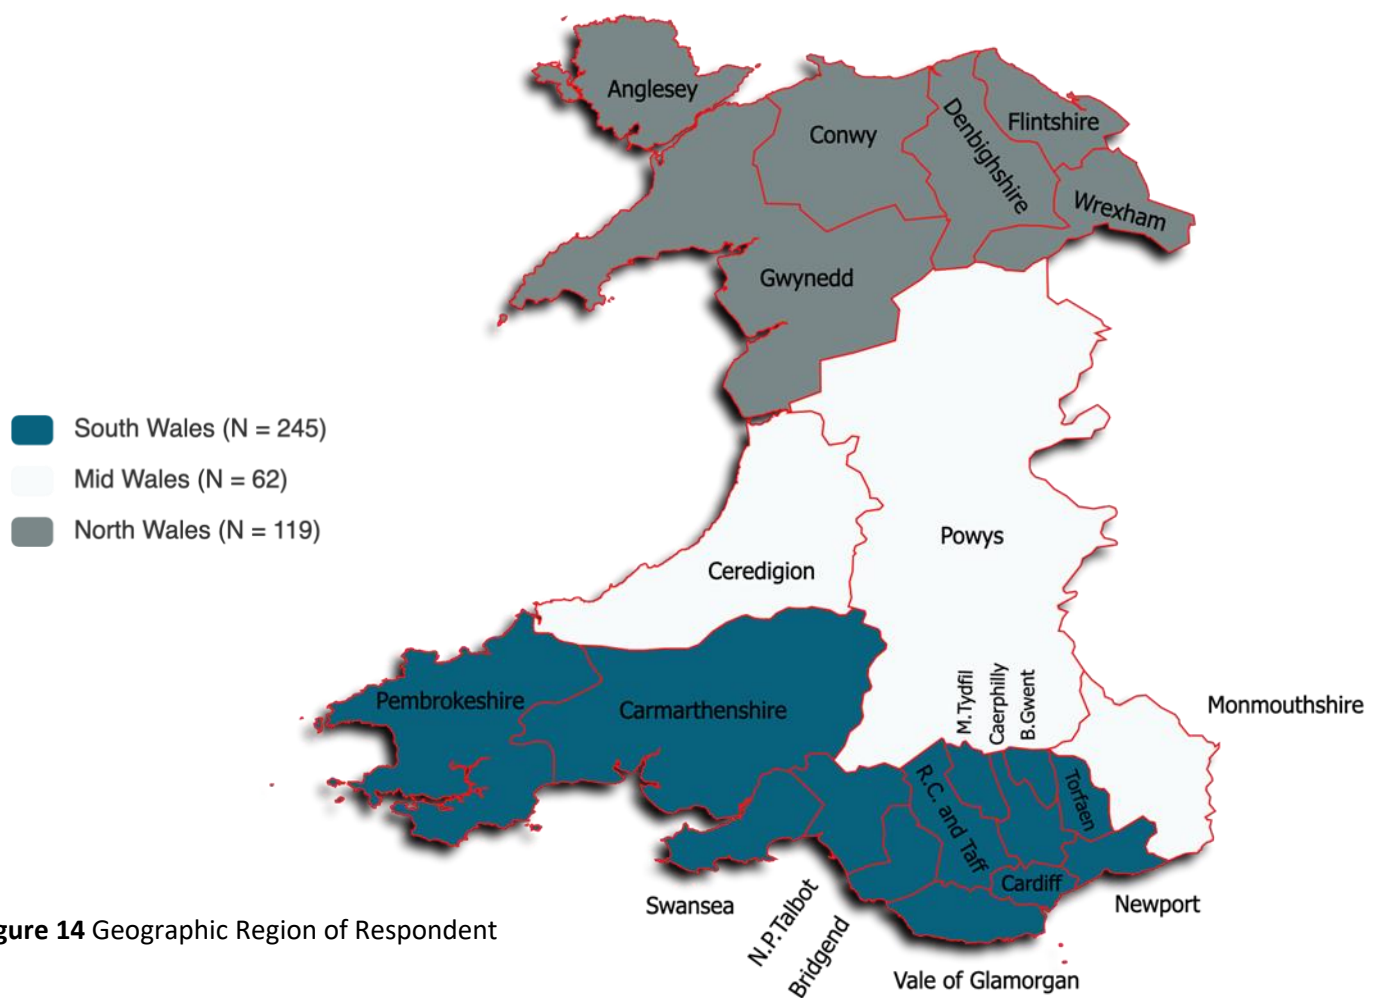 Anglesey
Conwy
Denbighshire
Flintshire
Wrexham
Gwynedd
South Wales (N = 245)
Mid Wales (N = 62)
North Wales (N = 119)
Powys
Ceredigion
M.Tydfil
Caerphilly
B.Gwent
Monmouthshire
Pembrokeshire
Carmarthenshire
R.C. and Taff
Torfaen
Cardiff
Swansea
N.P.Talbot
Bridgend
Newport
Vale of Glamorgan
gure 14 Geographic Region of Respondent